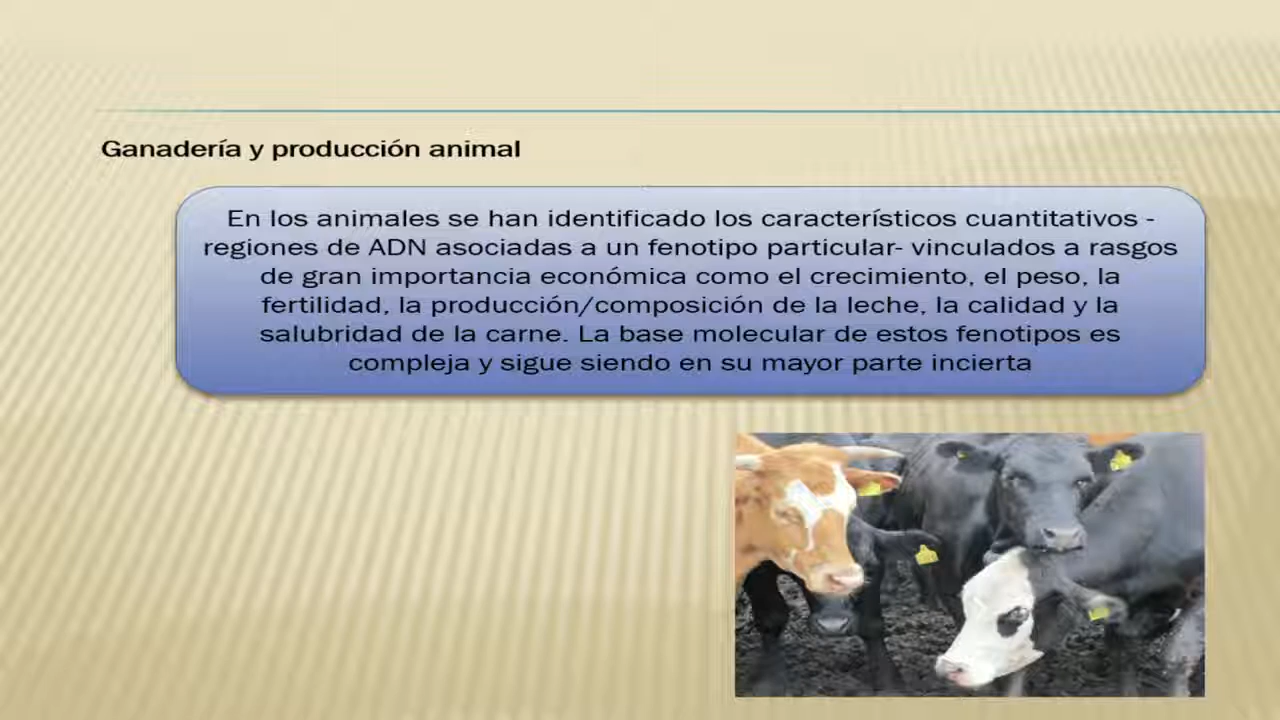 Ganadería y producción animal
En los animales se han identificado los característicos cuantitativos -
regiones de ADN asociadas a un fenotipo particular- vinculados a rasgos
de gran importancia económica como el crecimiento, el peso, la
fertilidad, la producción/composición de la leche, la calidad y la
salubridad de la carne. La base molecular de estos fenotipos es
compleja y sigue siendo en su mayor parte incierta